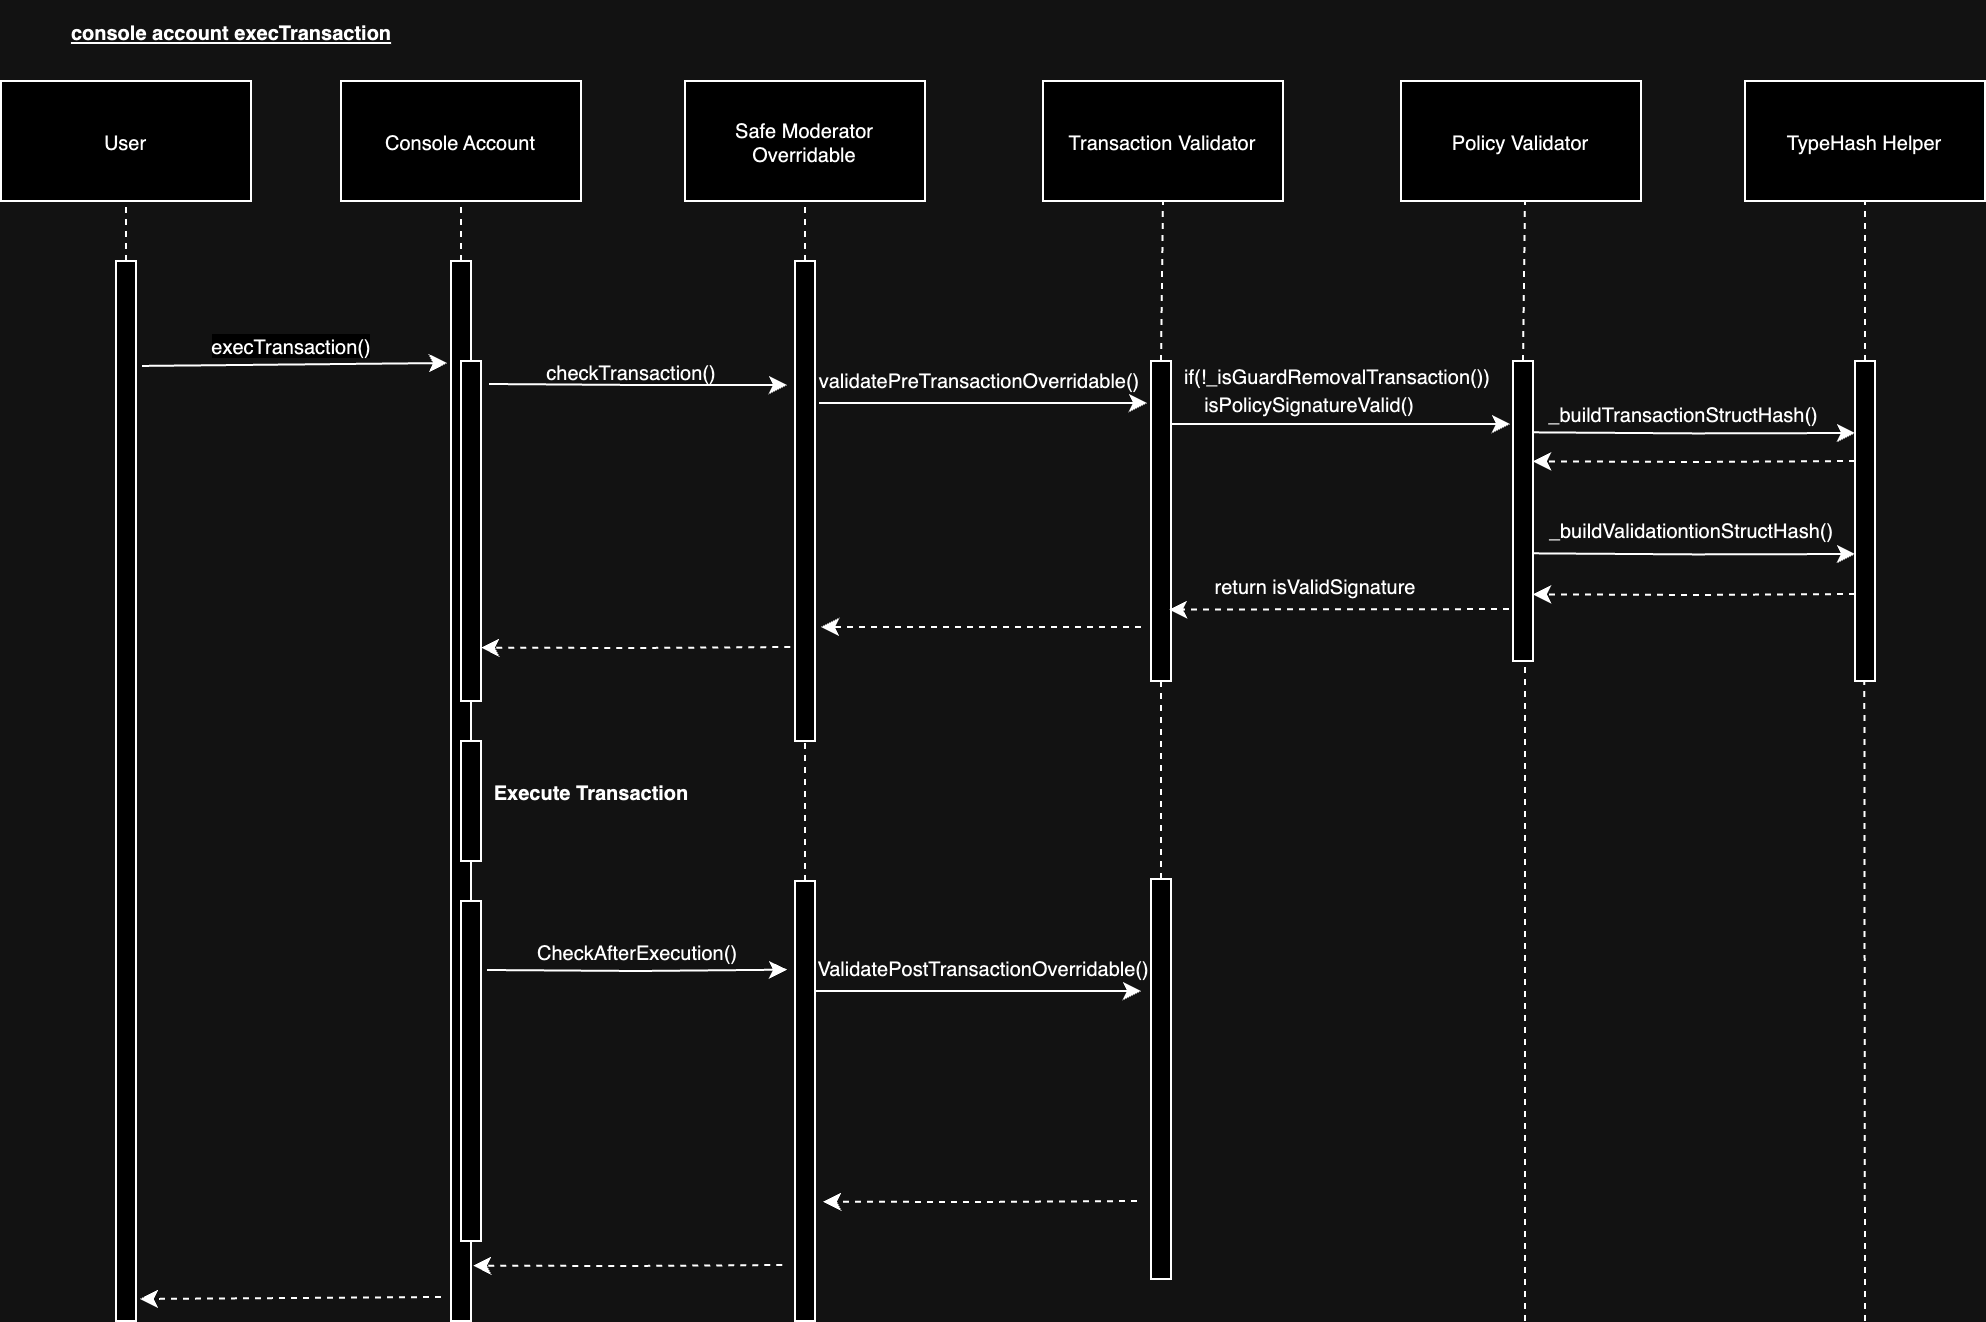 console account execTransaction
User
Console Account
Safe Moderator
Overridable
Transaction Validator
Policy Validator
TypeHash Helper
execTransaction()
checkTransaction()
validatePreTransactionOverridable()
if(!_isGuardRemovalTransaction())
isPolicySignatureValid()
_buildTransactionStructHash()
_buildValidationtionStructHash()
return isValidSignature
Execute Transaction
CheckAfterExecution()
ValidatePostTransactionOverridable()